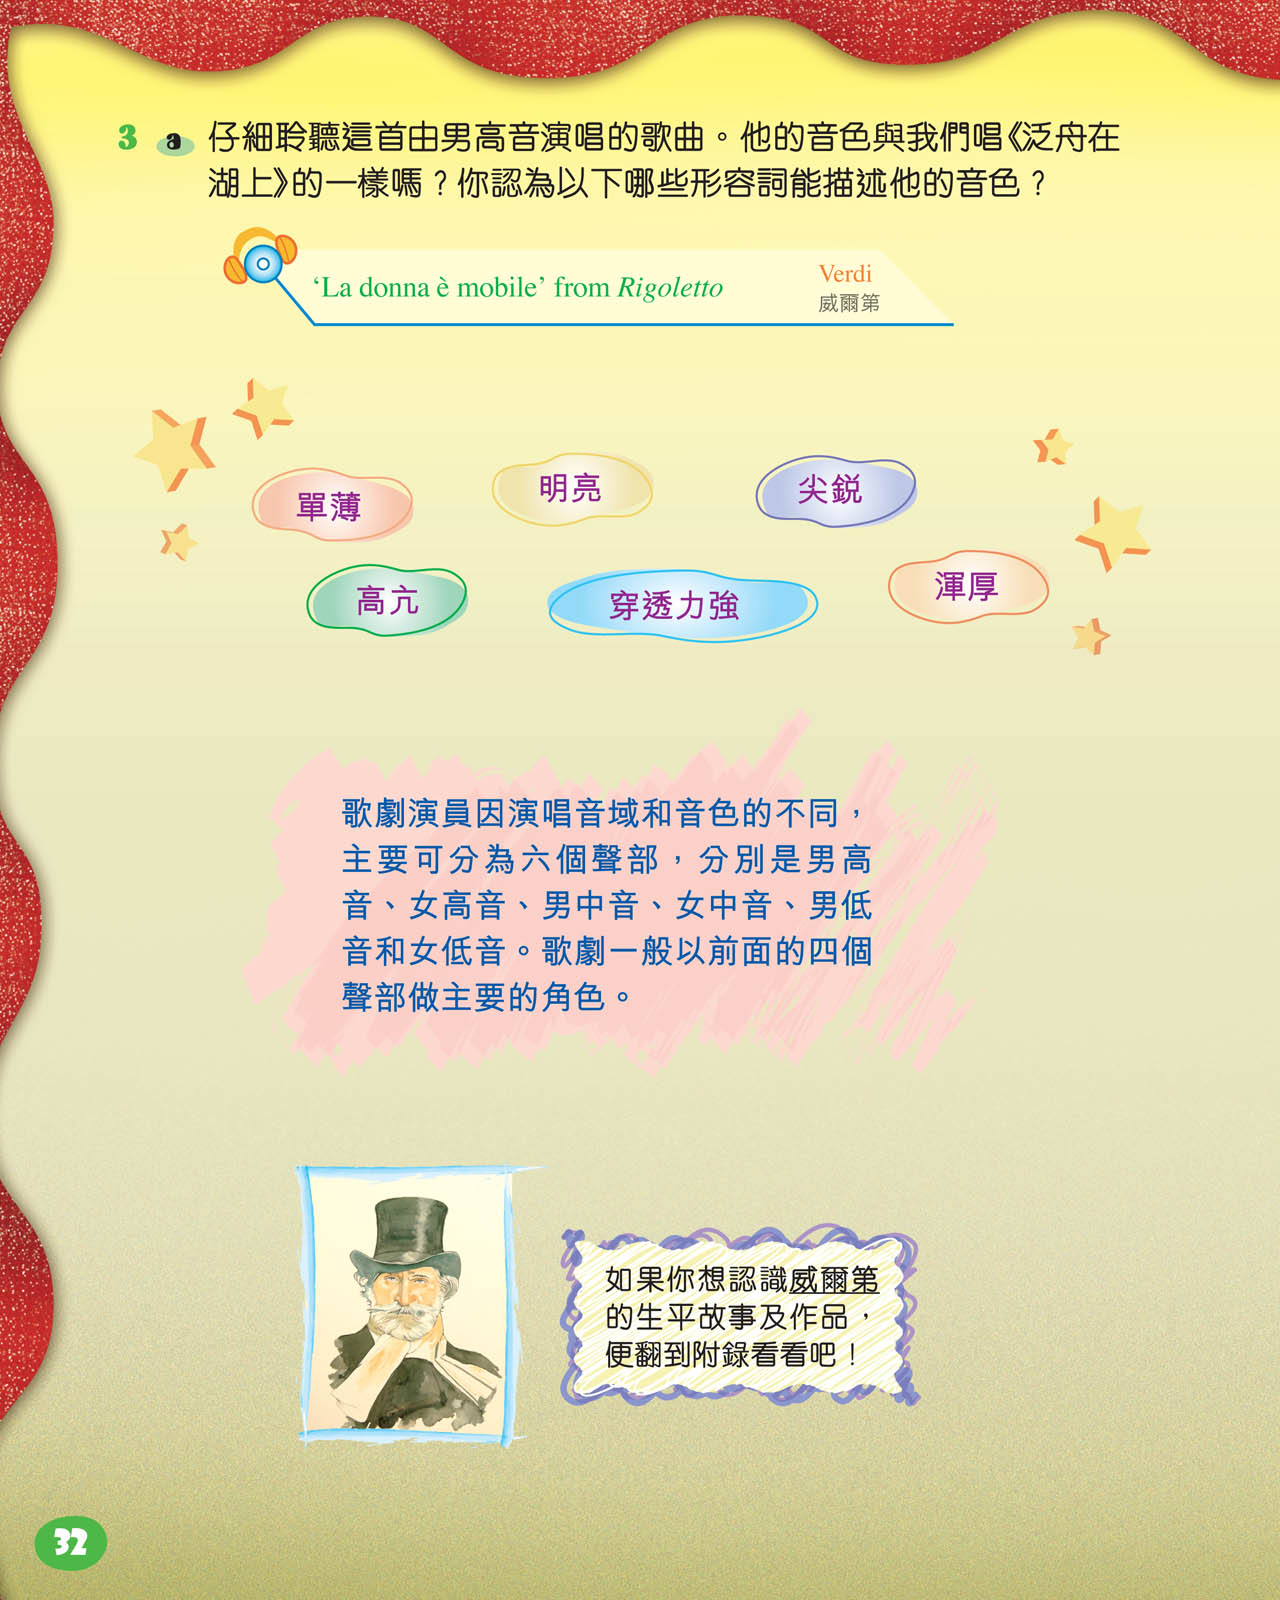 3 a 仔細聆聽這首由男高音演唱的歌曲。他的音色與我們唱《泛舟在
湖上》的一樣嗎？你認為以下哪些形容詞能描述他的音色？
‘La donna è mobile’ from Rigoletto
Verdi
威爾第
單薄
明亮
尖鋭
高亢
穿透力強
渾厚
歌劇演員因演唱音域和音色的不同，
主要可分為六個聲部，分別是男高
音、女高音、男中音、女中音、男低
音和女低音。歌劇一般以前面的四個
聲部做主要的角色。
如果你想認識威爾第
的生平故事及作品，
便翻到附錄看看吧！
32